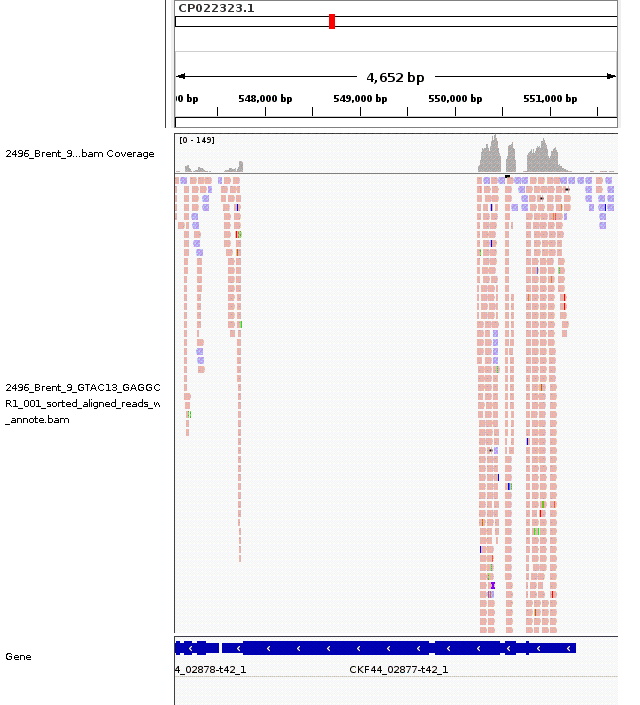 CP022323.1
4,652 bp
00 bp 548,000 bp 549,000 bp 550,000 bp 551,000 bp
[0 - 149]
2496_Brent_9...bam Coverage
2496_Brent_9_GTAC13_GAGGC
R1_001_sorted_aligned_reads_w
_annote.bam
Gene
4_02878-t42_1 CKF44_02877-t42_1